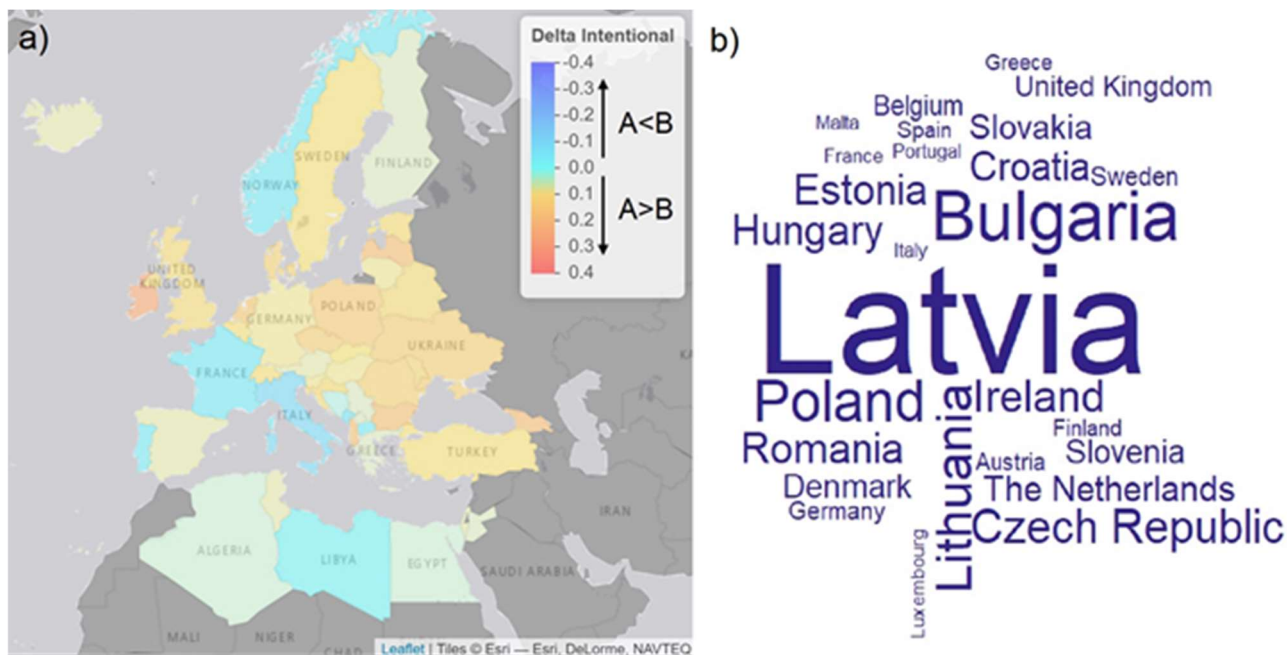 a)
Delta Intentional
-0.4
-0.3
-0.2
-0.1
0.0
0.1
0.2
0.3
0.4
A<B
A>B
FINLAND
SWEDEN
NORWAY
UNITED
KINGDOM
POLAND
GERMANY
UKRAINE
FRANCE
ITALY
GREECE
TURKEY
IRAN
ALGERIA
LIBYA
EGYPT
SAUDI ARABIA
MALI
NIGER
CHAD
Leaflet | Tiles © Esri — Esri, DeLorme, NAVTEQ
b)
Greece
United Kingdom
Belgium
Malta
Spain
Slovakia
France
Portugal
Croatia
Sweden
Estonia
Bulgaria
Hungary
Italy
Latvia
Poland
Lithuania
Ireland
Finland
Romania
Austria
Slovenia
Denmark
The Netherlands
Germany
Czech Republic
Luxembourg